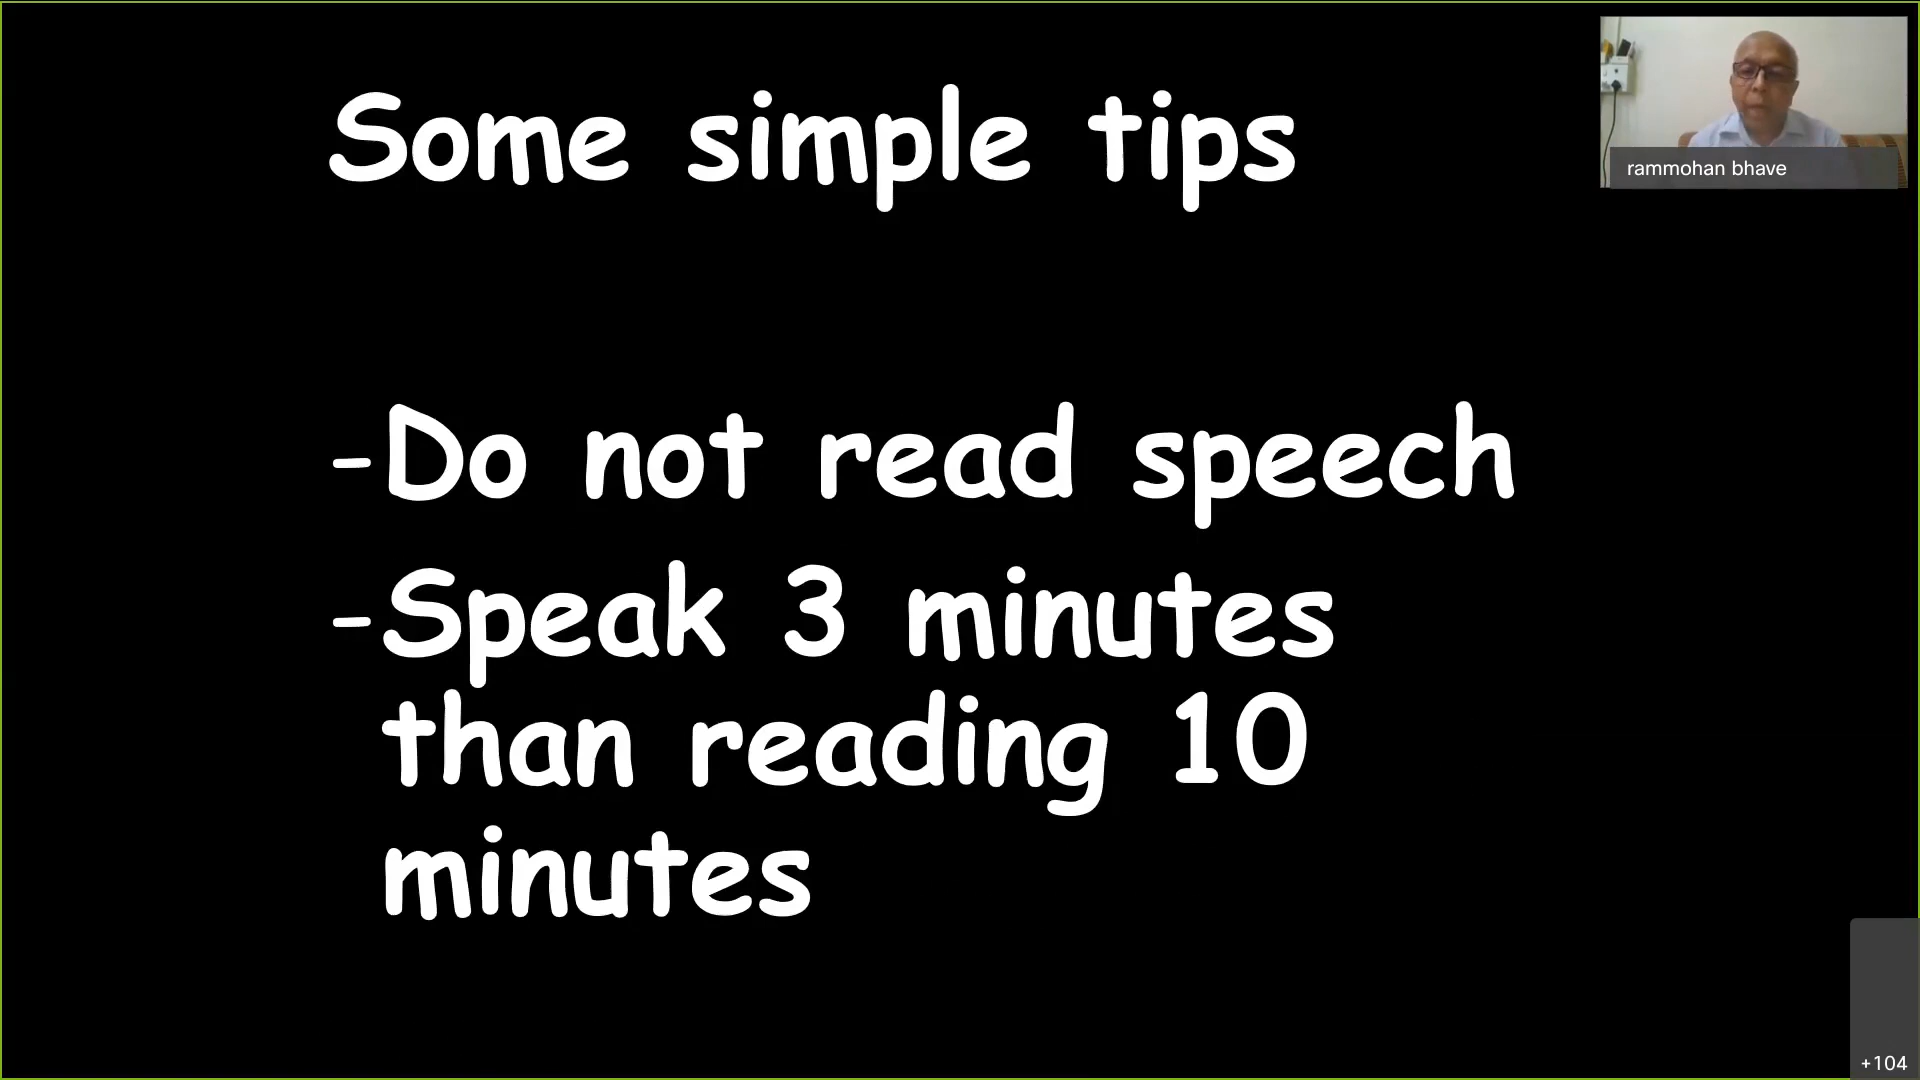 Some simple tips
rammohan bhave
-Do not read speech
-Speak 3 minutes
than reading 10
minutes
+104